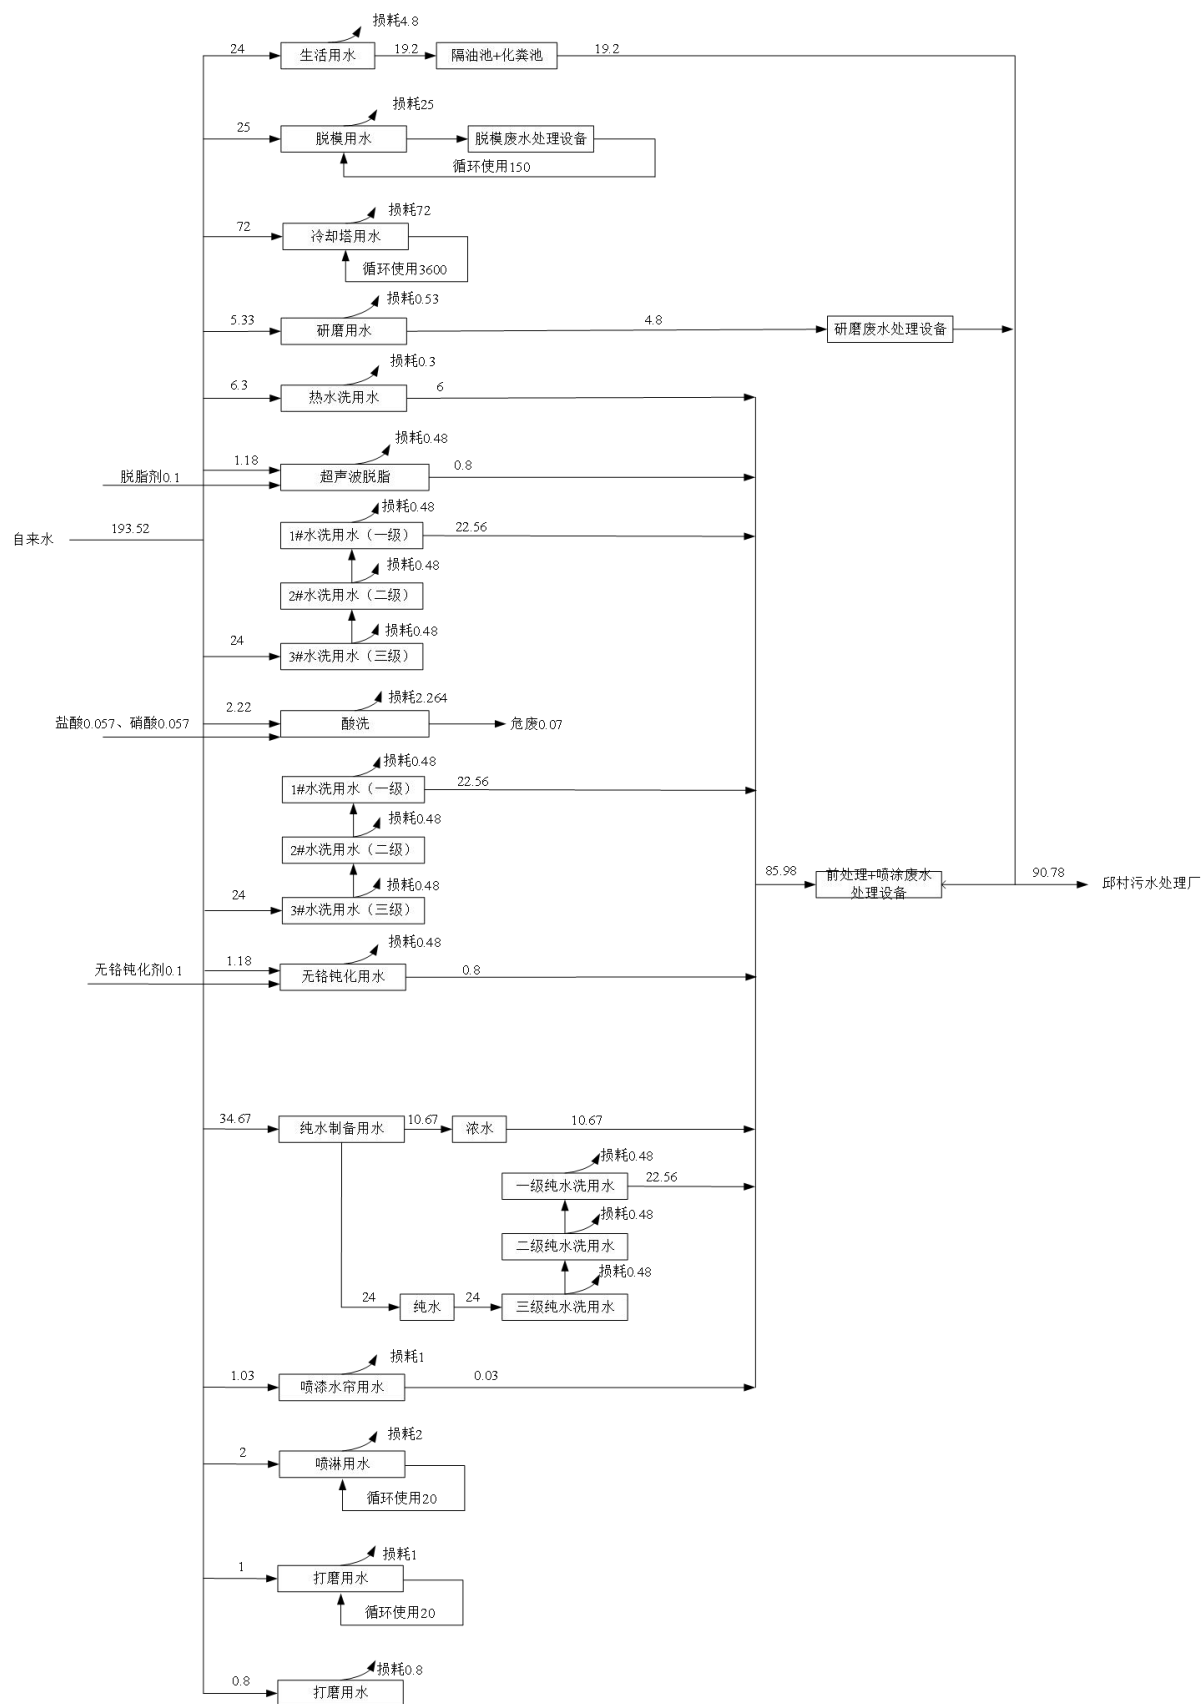 损耗4.8
24
生活用水
19.2
隔油池+化粪池
19.2
损耗25
25
脱模用水
脱模废水处理设备
循环使用150
损耗72
72
冷却塔用水
循环使用3600
损耗0.53
5.33
研磨用水
4.8
研磨废水处理设备
损耗0.3
6.3
热水洗用水
6
损耗0.48
1.18
脱脂剂0.1
超声波脱脂
0.8
损耗0.48
自来水
193.52
1#水洗用水（一级）
22.56
损耗0.48
2#水洗用水（二级）
损耗0.48
24
3#水洗用水（三级）
损耗2.264
2.22
盐酸0.057、硝酸0.057
酸洗
危废0.07
损耗0.48
1#水洗用水（一级）
22.56
损耗0.48
2#水洗用水（二级）
85.98
前处理+喷涂废水
处理设备
90.78
邱村污水处理厂
损耗0.48
24
3#水洗用水（三级）
损耗0.48
1.18
无铬钝化剂0.1
无铬钝化用水
0.8
34.67
纯水制备用水
10.67
浓水
10.67
损耗0.48
一级纯水洗用水
22.56
损耗0.48
二级纯水洗用水
损耗0.48
24
纯水
24
三级纯水洗用水
损耗1
1.03
喷漆水帘用水
0.03
损耗2
2
喷淋用水
循环使用20
损耗1
1
打磨用水
循环使用20
损耗0.8
0.8
打磨用水